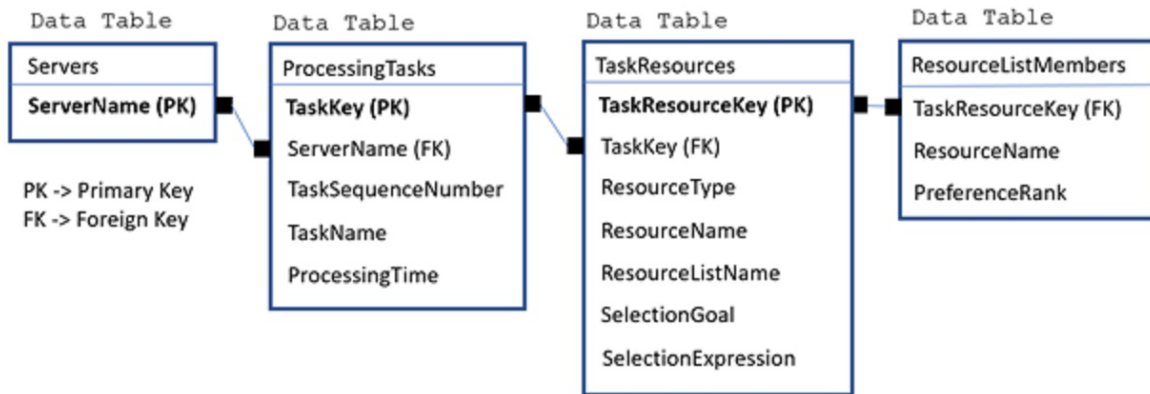 Data Table
Servers
ServerName (PK)
PK -> Primary Key
FK -> Foreign Key
Data Table
ProcessingTasks
TaskKey (PK)
ServerName (FK)
TaskSequenceNumber
TaskName
ProcessingTime
Data Table
TaskResources
TaskResourceKey (PK)
TaskKey (FK)
ResourceType
ResourceName
ResourceListName
SelectionGoal
SelectionExpression
Data Table
ResourceListMembers
TaskResourceKey (FK)
ResourceName
PreferenceRank